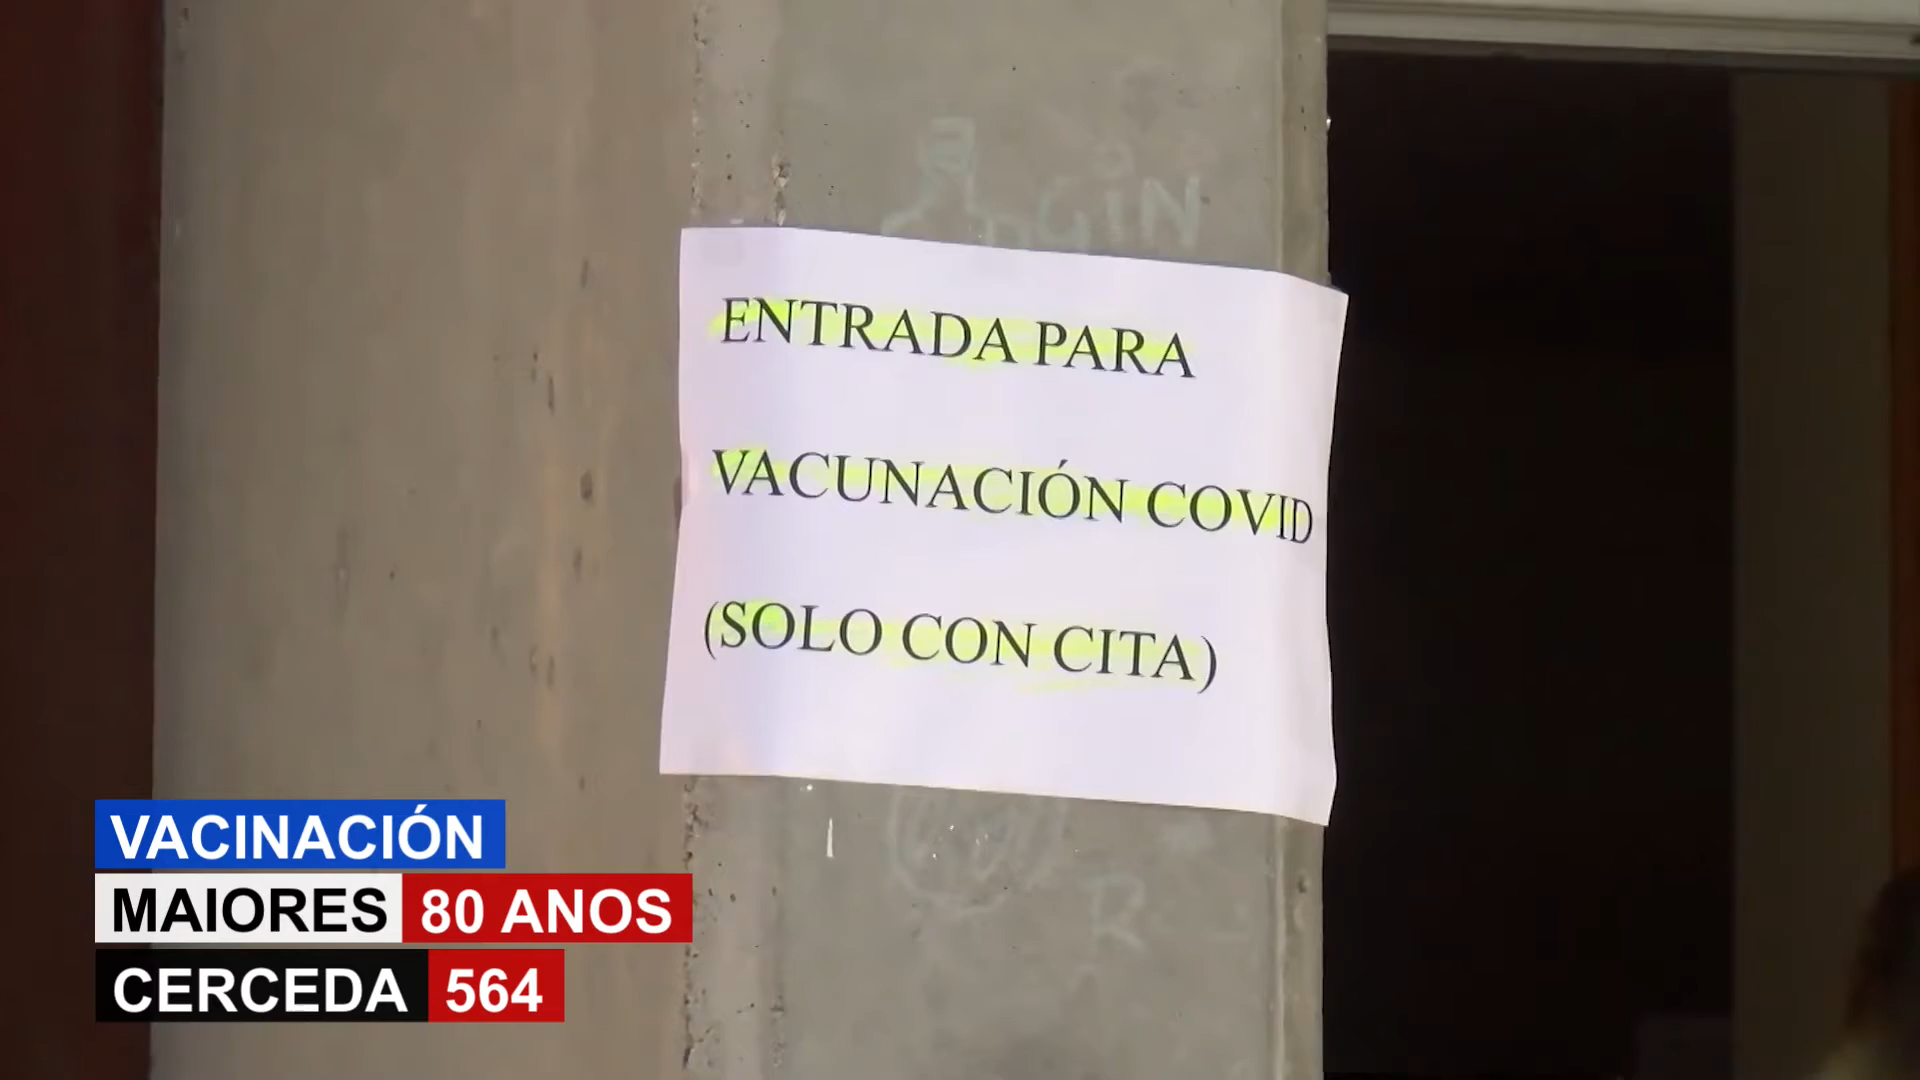 ENTRADA PARA
VACUNACIÓN COVID
(SOLO CON CITA)
VACINACIÓN
MAIORES 80 ANOS
CERCEDA 564